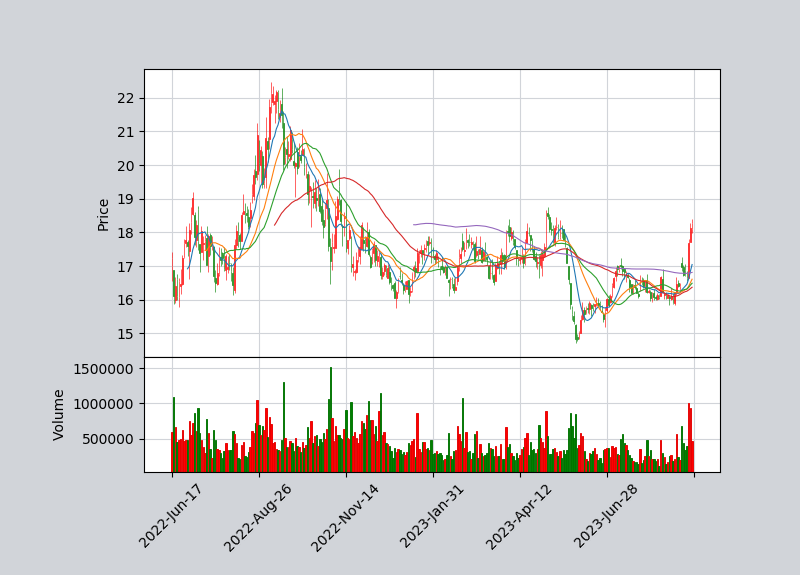 Price
22
21
20
19
18
17
16
15
Volume
1500000
1000000
500000
2022-Jun-17
2022-Aug-26
2022-Nov-14
2023-Jan-31
2023-Apr-12
2023-Jun-28